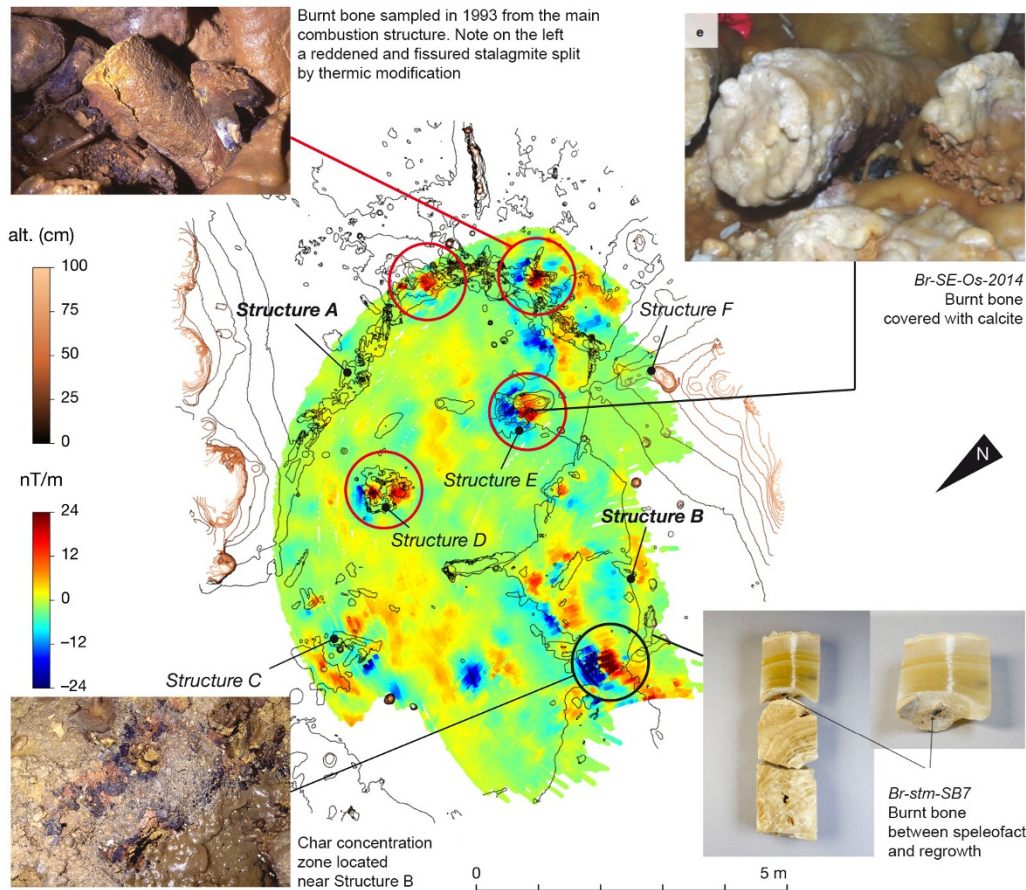 Burnt bone sampled in 1993 from the main
combustion structure. Note on the left
a reddened and fissured stalagmite split
by thermic modification
e
alt. (cm)
100
75
50
25
0
Br-SE-Os-2014
Burnt bone
covered with calcite
Structure A
Structure F
nT/m
24
12
0
–12
–24
N
Structure E
Structure B
Structure D
Structure C
Br-stm-SB7
Burnt bone
between speleofact
and regrowth
Char concentration
zone located
near Structure B
0
5 m